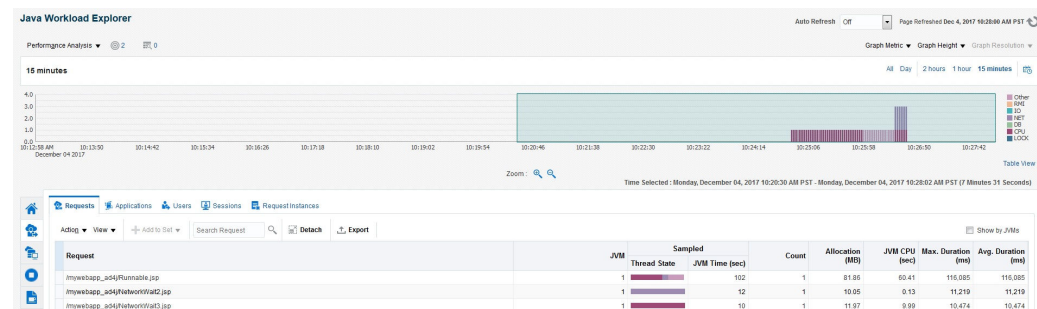 Java Workload Explorer
Auto Refresh Off Page Refreshed Dec 4, 2017 10:28:00 AM PST
Performance Analysis 2 0
Graph Metric Graph Height Graph Resolution
15 minutes
All Day 2 hours 1 hour 15 minutes
4.0
3.0
2.0
1.0
0.0
Other
RMI
IO
NET
DB
CPU
LOCK
10:12:58 AM 10:13:50 10:14:42 10:15:34 10:16:26 10:17:18 10:18:10 10:19:02 10:19:54 10:20:46 10:21:38 10:22:30 10:23:22 10:24:14 10:25:06 10:25:58 10:26:50 10:27:42
December 04 2017
Table View
Zoom :
Time Selected : Monday, December 04, 2017 10:20:30 AM PST - Monday, December 04, 2017 10:28:02 AM PST (7 Minutes 31 Seconds)
Requests Applications Users Sessions Request Instances
Action View Add to Set Search Request Detach Export
Show by JVMs
Request JVM Sampled Count Allocation (MB) JVM CPU (sec) Max. Duration (ms) Avg. Duration (ms)
Thread State JVM Time (sec)
/mywebapp_ad4j/Runnable.jsp 1 102 1 81.86 60.41 116,085 116,085
/mywebapp_ad4j/NetworkWait2.jsp 1 12 1 10.05 0.13 11,219 11,219
/mywebapp_ad4j/NetworkWait3.jsp 1 10 1 11.97 9.99 10,474 10,474